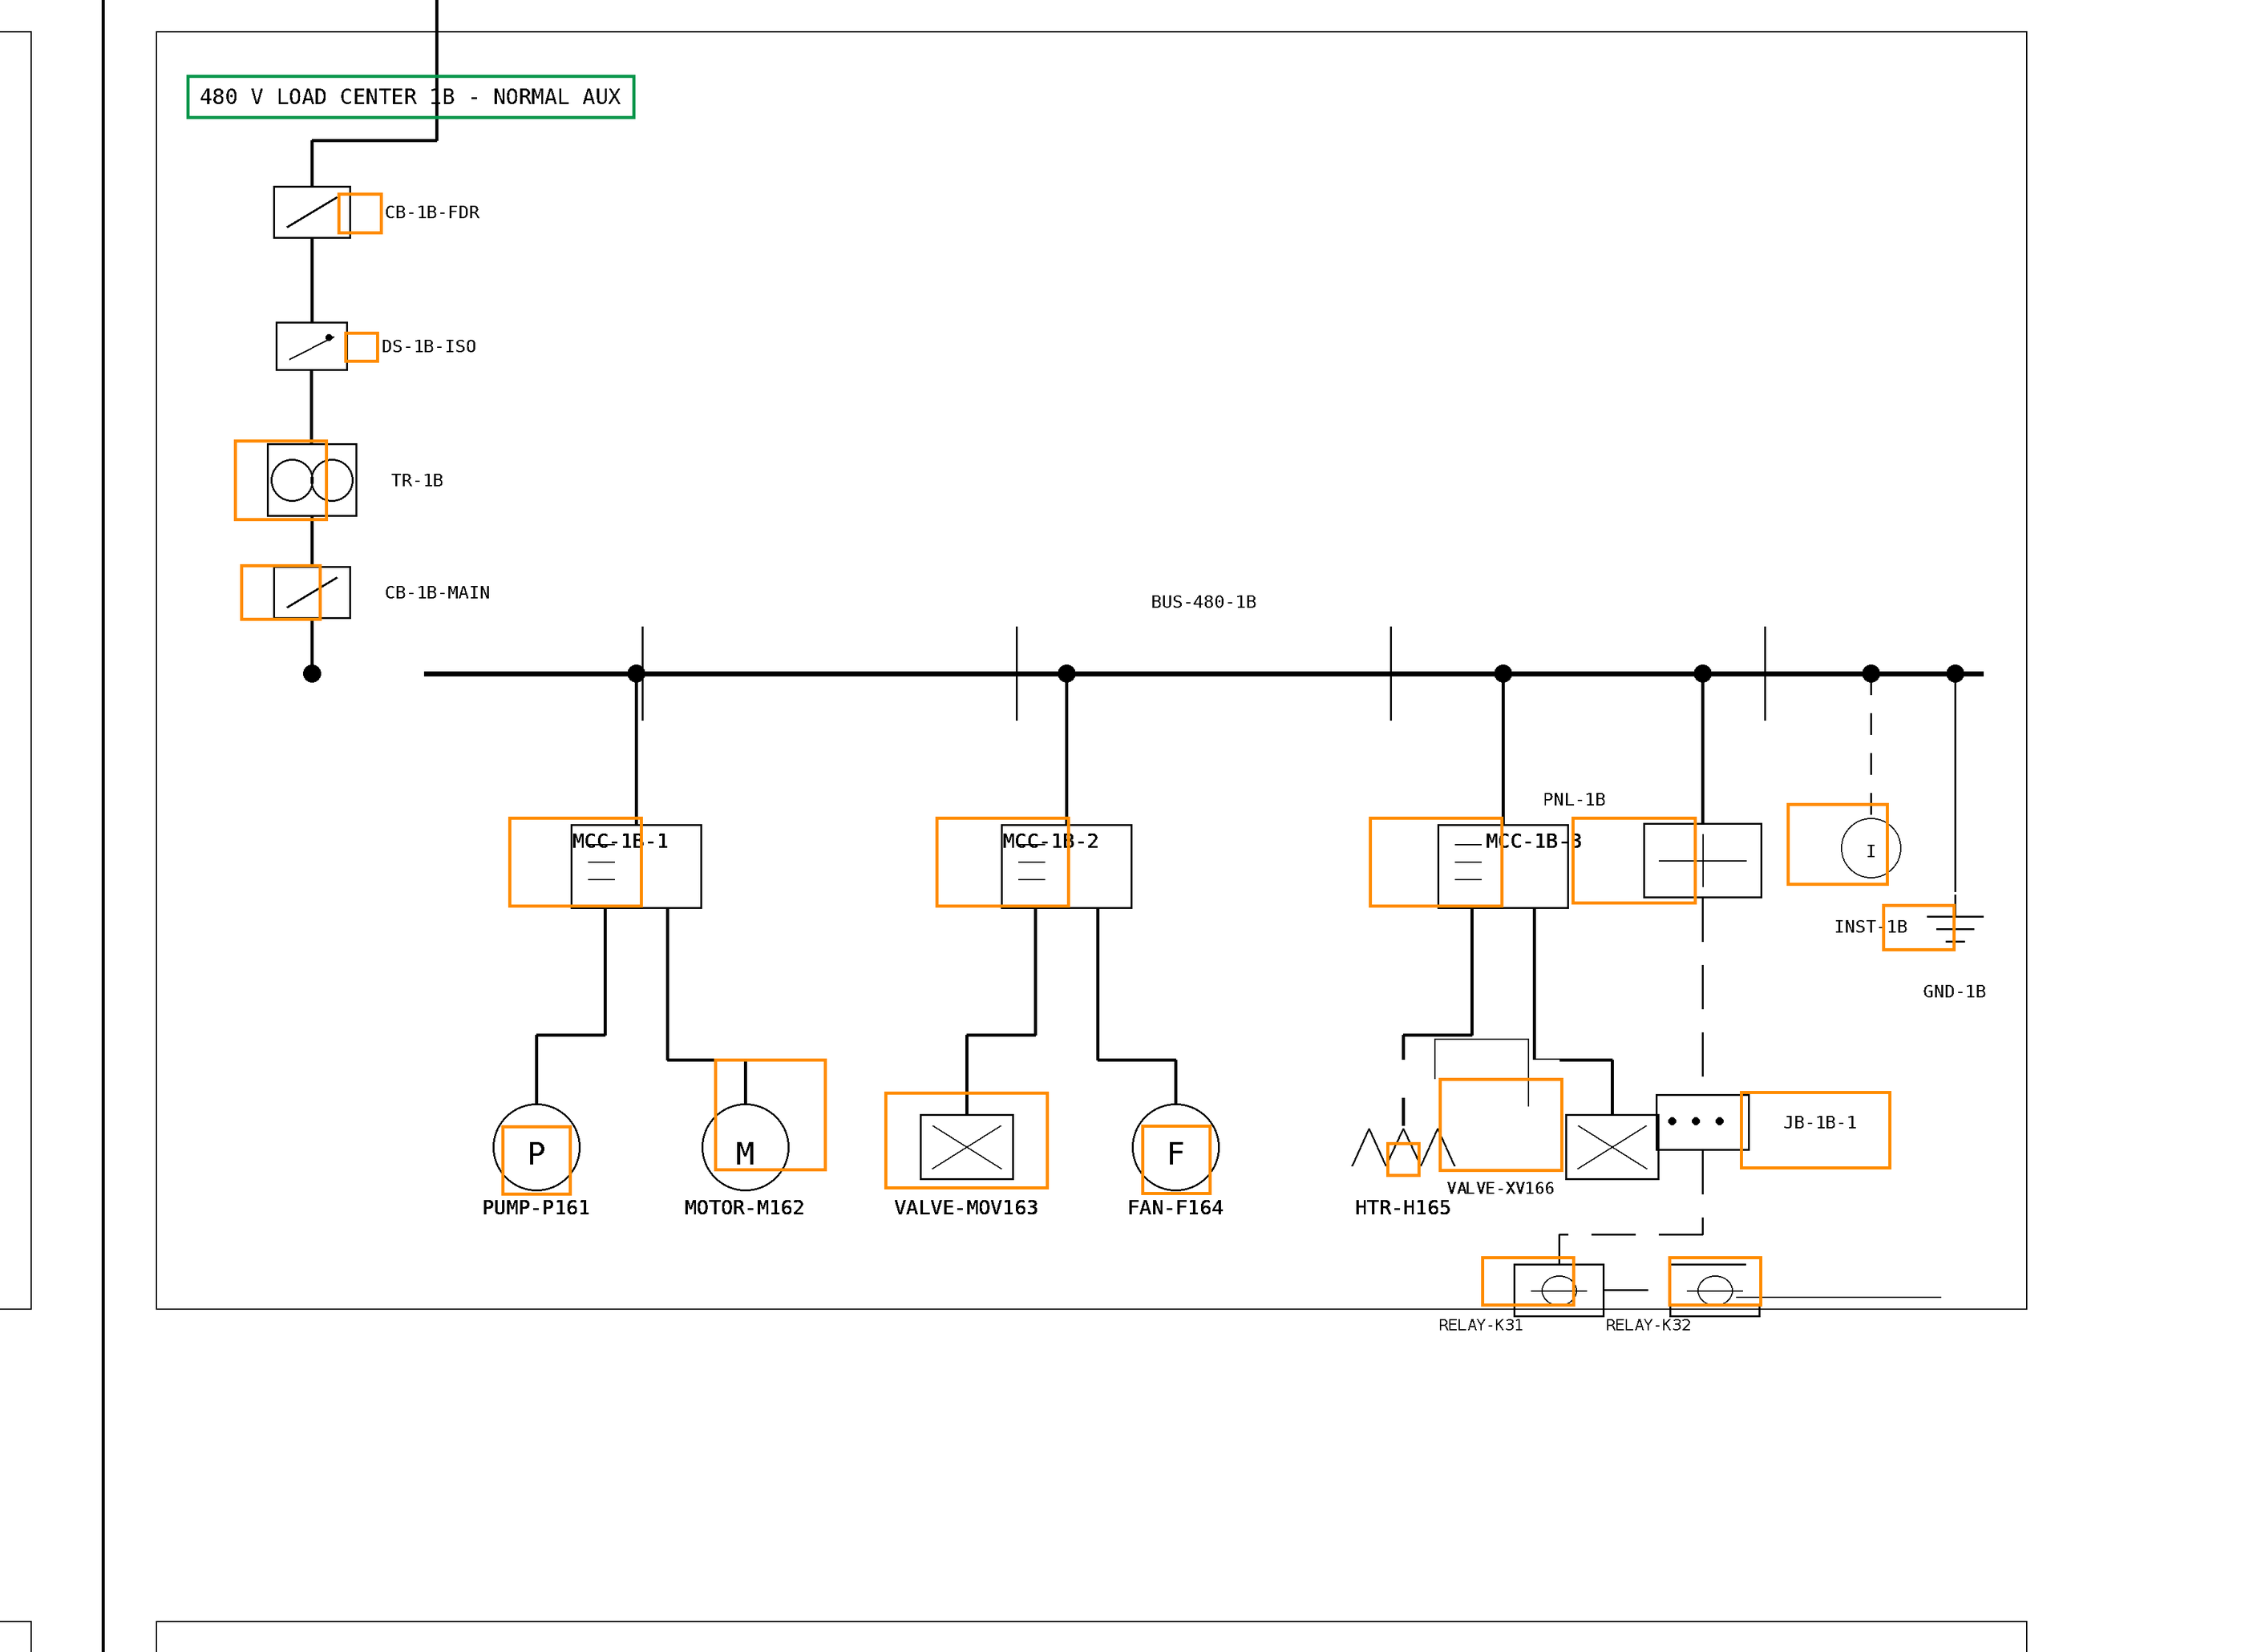 480 V LOAD CENTER 1B - NORMAL AUX
CB-1B-FDR
DS-1B-ISO
TR-1B
CB-1B-MAIN
BUS-480-1B
PNL-1B
MCC-1B-1
MCC-1B-2
MCC-1B-3
I
INST-1B
GND-1B
JB-1B-1
P
M
F
VALVE-XV166
PUMP-P161
MOTOR-M162
VALVE-MOV163
FAN-F164
HTR-H165
RELAY-K31
RELAY-K32